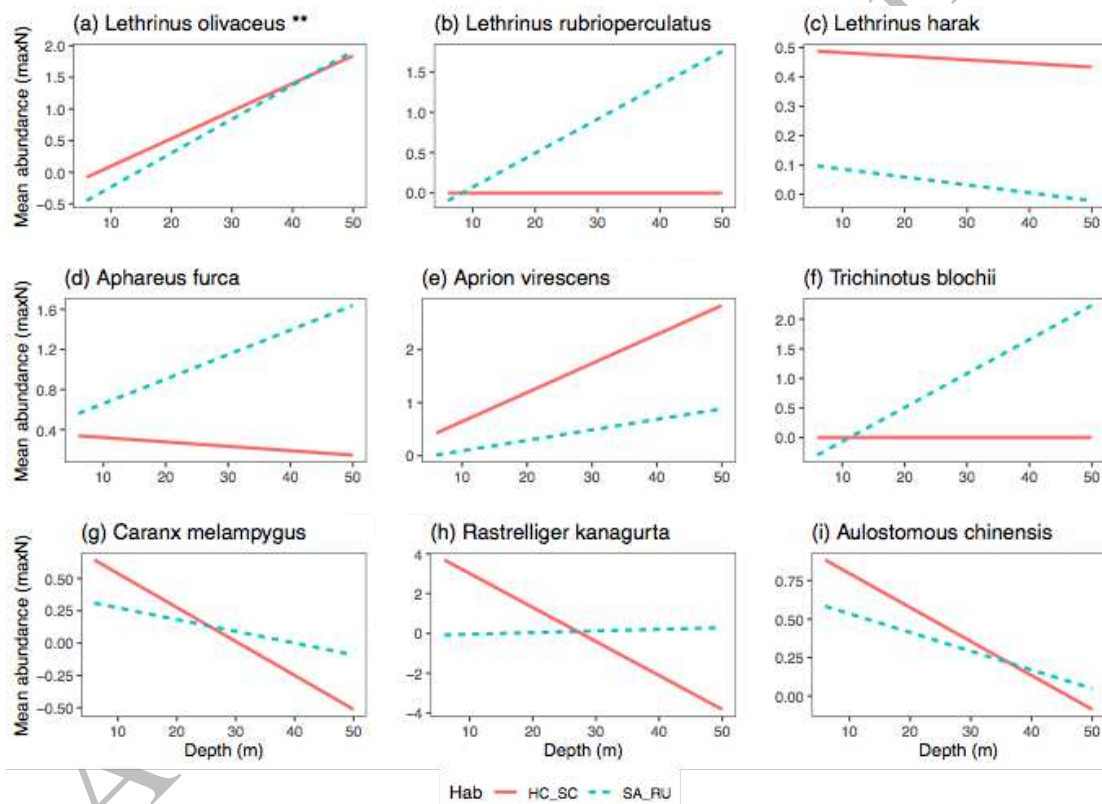 (a) Lethrinus olivaceus **
(b) Lethrinus rubrioperculatus
(c) Lethrinus harak
Mean abundance (maxN)
2.0
1.5
1.0
0.5
0.0
−0.5
10 20 30 40 50
1.5
1.0
0.5
0.0
10 20 30 40 50
0.5
0.4
0.3
0.2
0.1
0.0
10 20 30 40 50
(d) Aphareus furca
(e) Aprion virescens
(f) Trichinotus blochii
Mean abundance (maxN)
1.6
1.2
0.8
0.4
10 20 30 40 50
2
1
0
10 20 30 40 50
2.0
1.5
1.0
0.5
0.0
10 20 30 40 50
(g) Caranx melampygus
(h) Rastrelliger kanagurta
(i) Aulostomous chinensis
Mean abundance (maxN)
0.50
0.25
0.00
−0.25
−0.50
10 20 30 40 50
Depth (m)
4
2
0
−2
−4
10 20 30 40 50
Depth (m)
0.75
0.50
0.25
0.00
10 20 30 40 50
Depth (m)
Hab HC_SC SA_RU